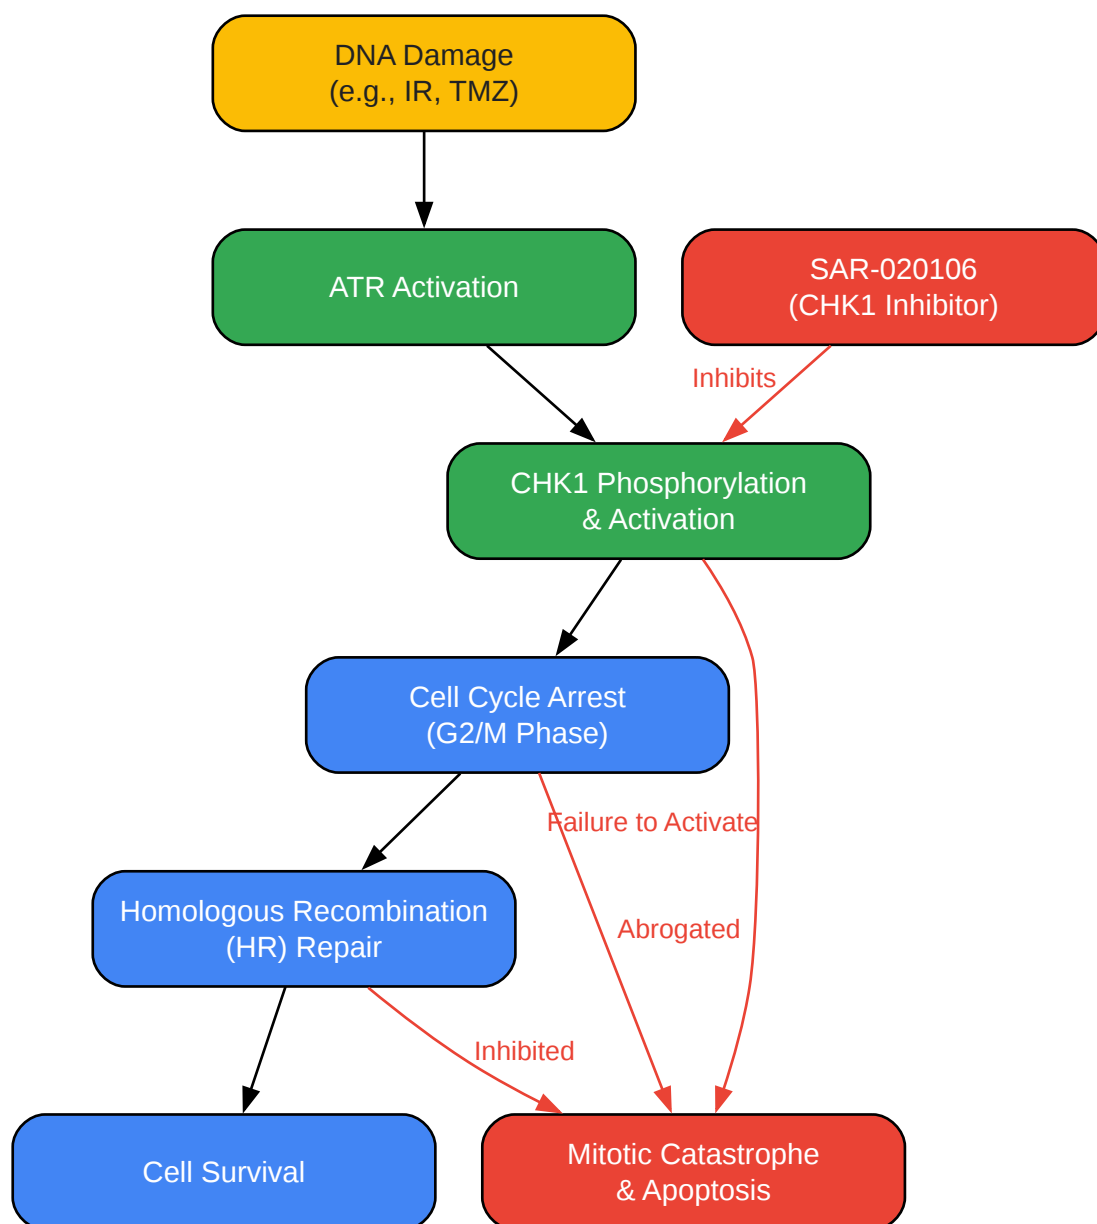 DNA Damage
(e.g., IR, TMZ)
ATR Activation
SAR-020106
(CHK1 Inhibitor)
Inhibits
CHK1 Phosphorylation
& Activation
Cell Cycle Arrest
(G2/M Phase)
Failure to Activate
Homologous Recombination
(HR) Repair
Abrogated
Inhibited
Cell Survival
Mitotic Catastrophe
& Apoptosis